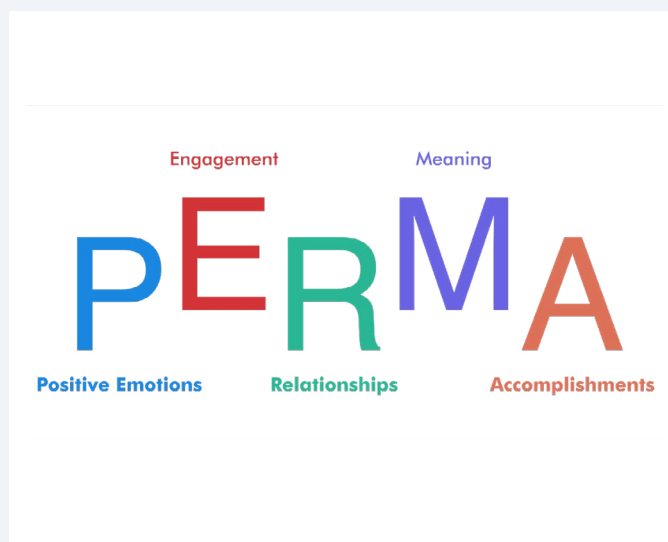 Engagement
Meaning
PERMA
Positive Emotions
Relationships
Accomplishments